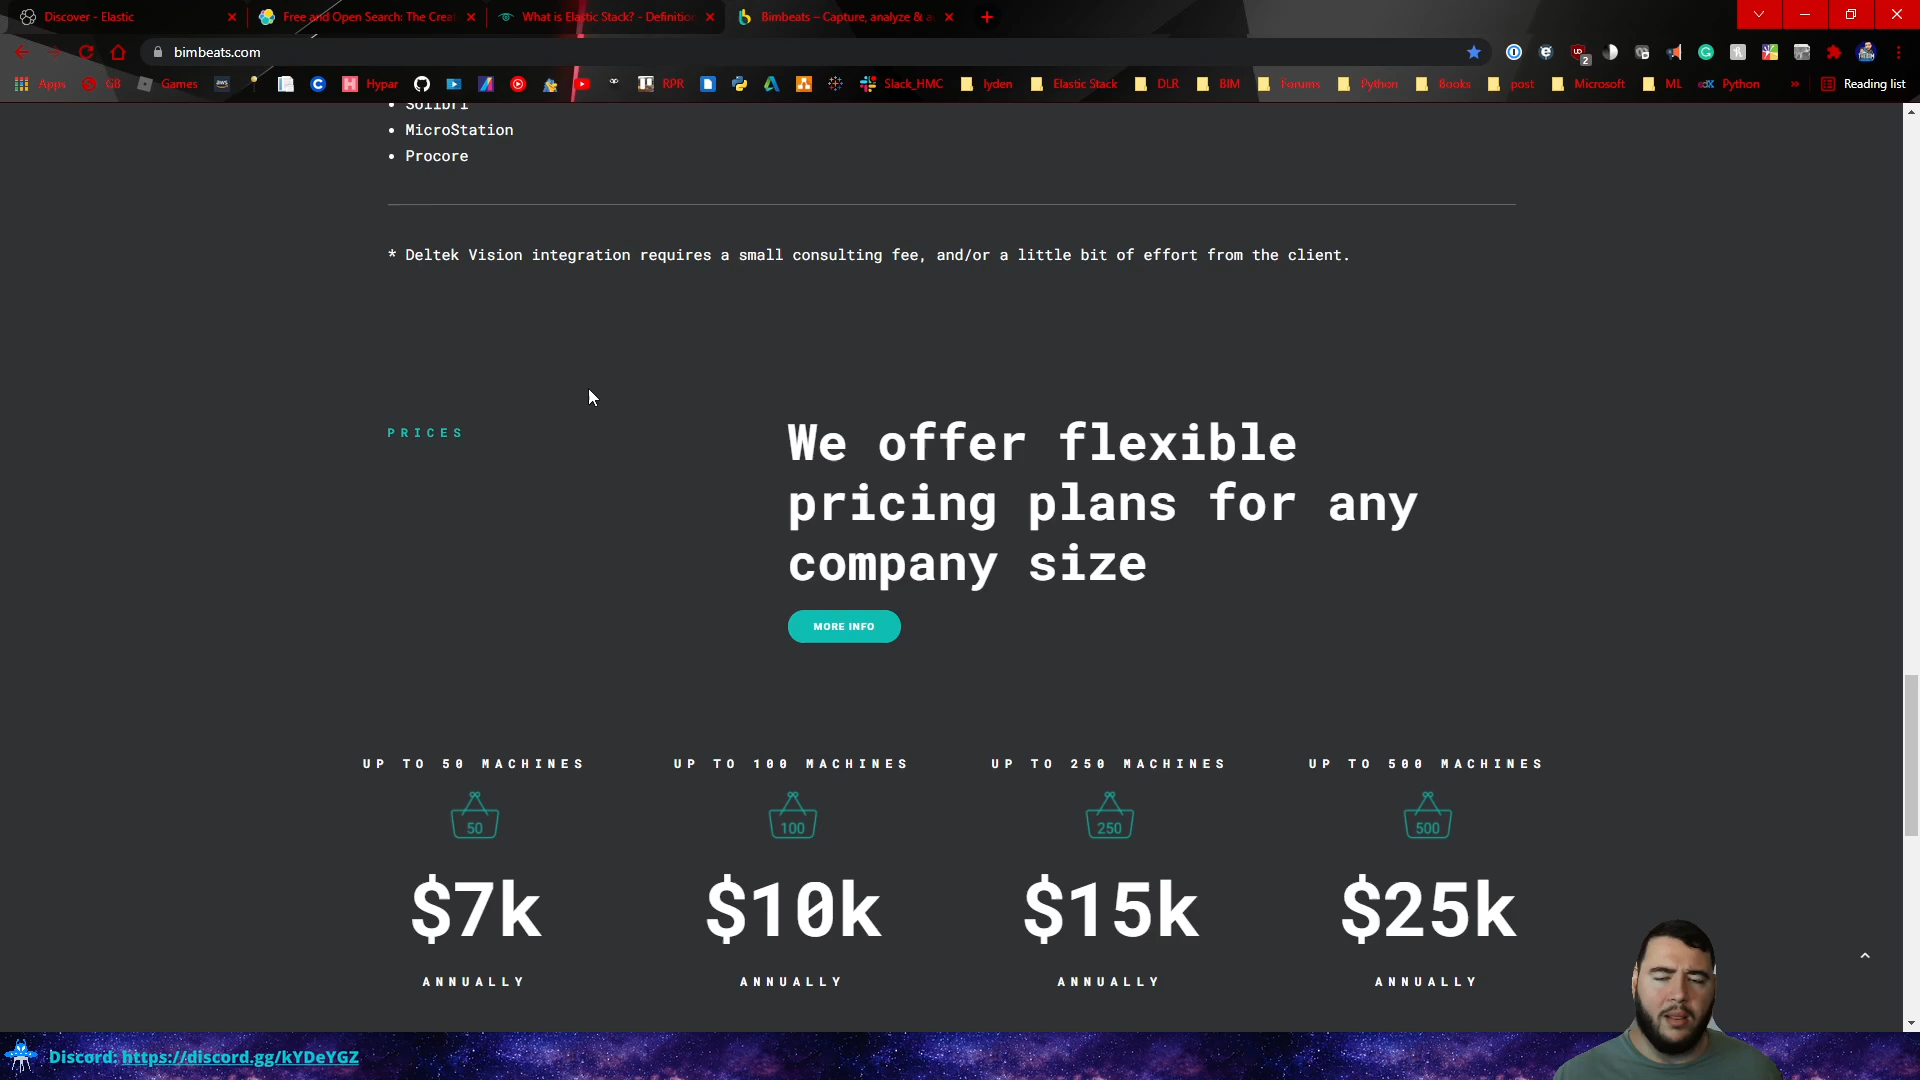 Discover - Elastic
Free and Open Search: The Creat
What is Elastic Stack? - Definition
Bimbeats – Capture, analyze & a
bimbeats.com
2
Apps
GB
Games
aws
Hypar
RPR
Slack_HMC
lyden
Elastic Stack
DLR
BIM
Forums
Python
Books
post
Microsoft
ML
edX
Python
»
Reading list
• Solibri
• MicroStation
• Procore
* Deltek Vision integration requires a small consulting fee, and/or a little bit of effort from the client.
PRICES
We offer flexible
pricing plans for any
company size
MORE INFO
UP TO 50 MACHINES
UP TO 100 MACHINES
UP TO 250 MACHINES
UP TO 500 MACHINES
50
100
250
500
$7k
$10k
$15k
$25k
ANNUALLY
ANNUALLY
ANNUALLY
ANNUALLY
Discord: https://discord.gg/kYDeYGZ